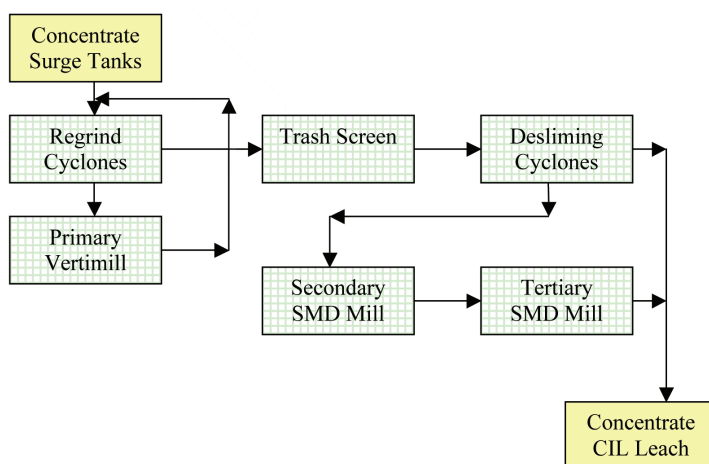 Concentrate
Surge Tanks
Regrind
Cyclones
Trash Screen
Desliming
Cyclones
Primary
Vertimill
Secondary
SMD Mill
Tertiary
SMD Mill
Concentrate
CIL Leach